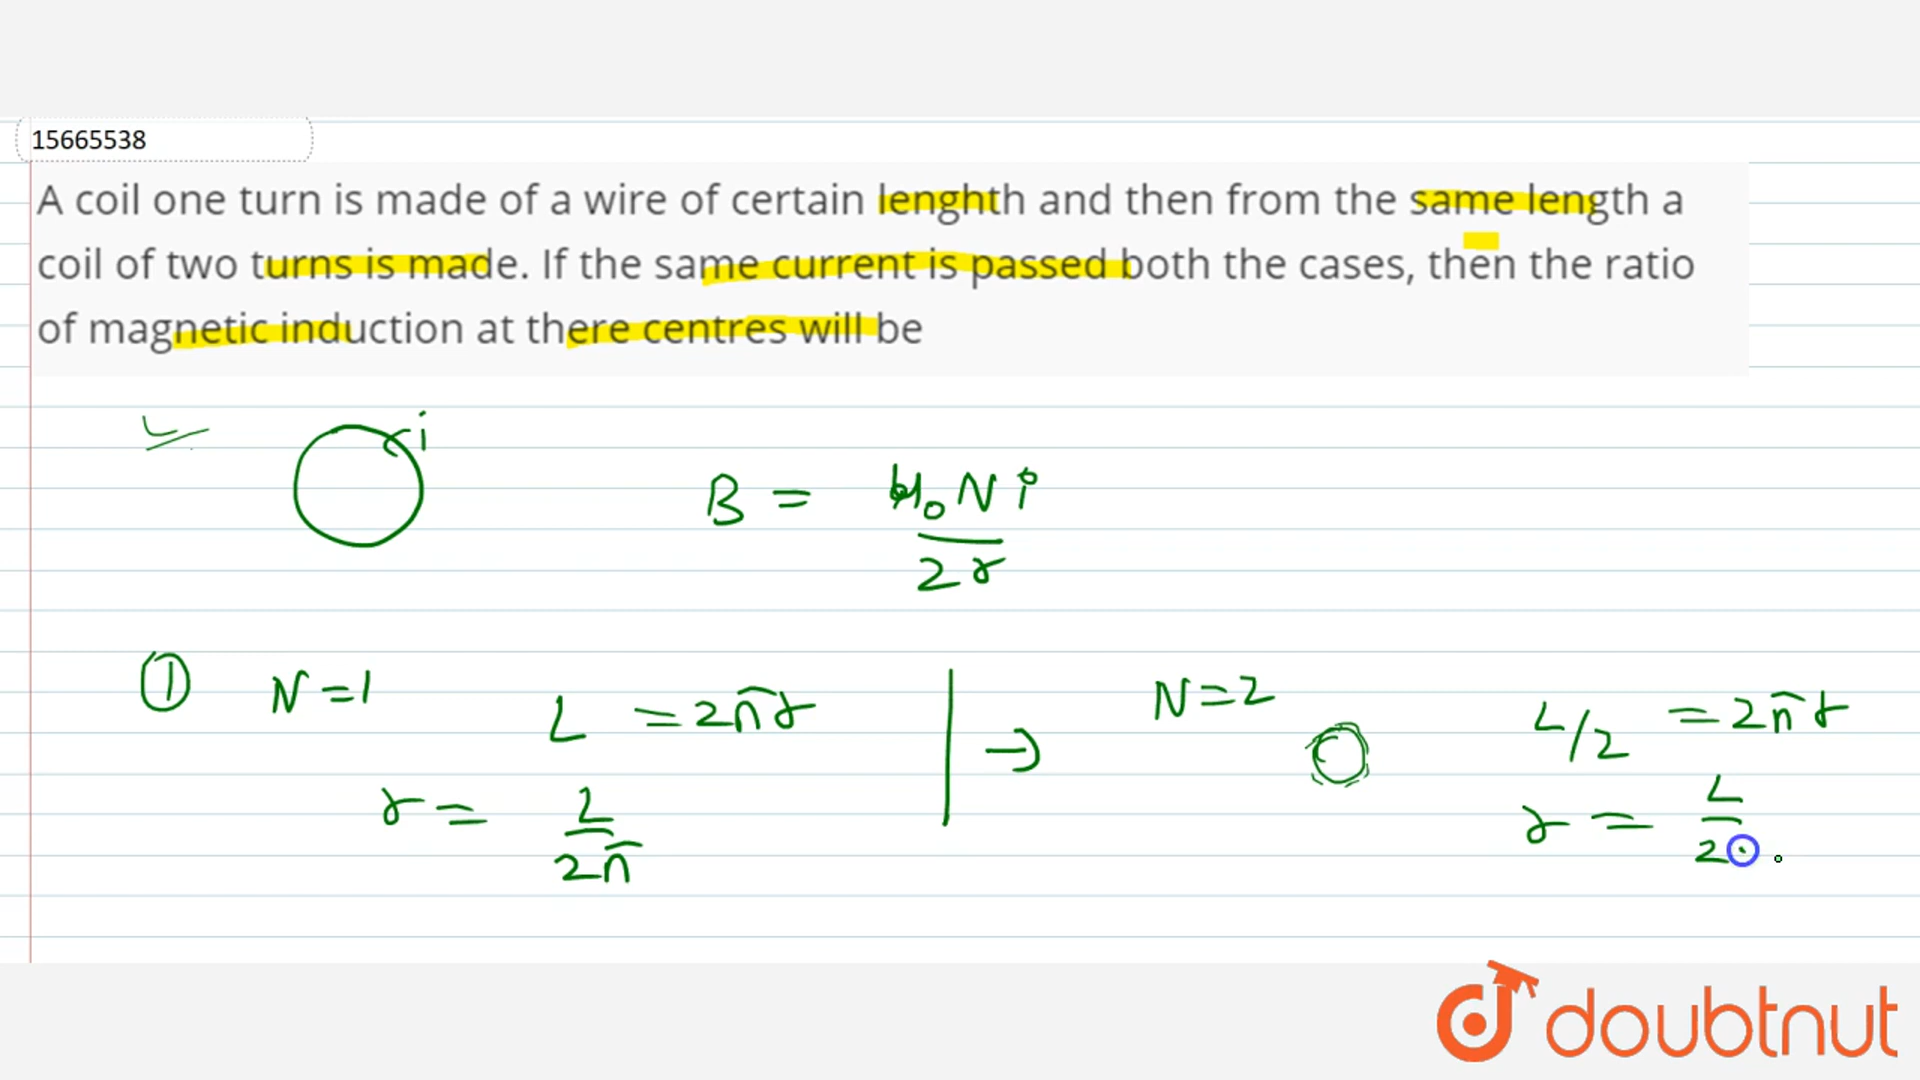 15665538
A coil one turn is made of a wire of certain lenghth and then from the same length a
coil of two turns is made. If the same current is passed both the cases, then the ratio
of magnetic induction at there centres will be
L
i
B = μ₀Ni / 2r
① N=1
L = 2πr
r = L / 2π
→ N=2
L/2 = 2πr
r = L / 2
doubtnut